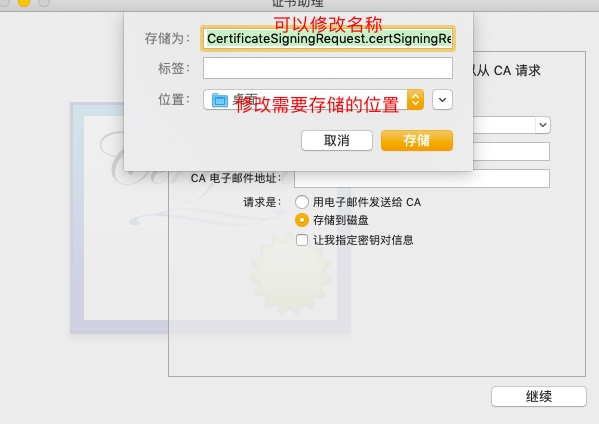 证书助理
可以修改名称
存储为：
CertificateSigningRequest.certSigningRe
标签：
位置：
桌面
修改需要存储的位置
取消
存储
以从 CA 请求
CA 电子邮件地址：
请求是：
用电子邮件发送给 CA
存储到磁盘
让我指定密钥对信息
继续